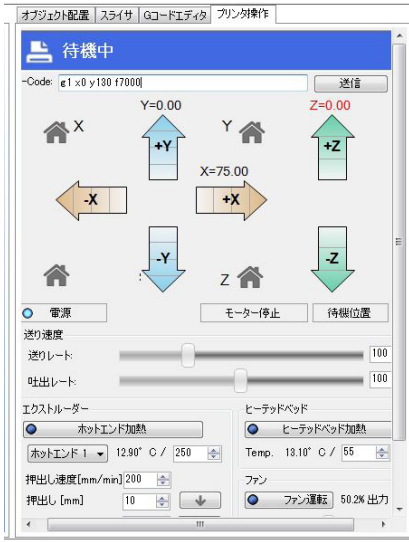 オブジェクト配置 スライサ Gコードエディタ プリンタ操作
待機中
-Code: g1 x0 y130 f7000 送信
Y=0.00 Z=0.00
X +Y Y +Z
X=75.00
-X +X
-Y Z -Z
電源 モーター停止 待機位置
送り速度
送りレート: 100
吐出レート: 100
エクストルーダー ヒーテッドベッド
ホットエンド加熱 ヒーテッドベッド加熱
ホットエンド 1 12.90° C / 250 Temp. 13.10° C / 55
押出し速度[mm/min] 200 ファン
押出し [mm] 10 ファン運転 50.2% 出力